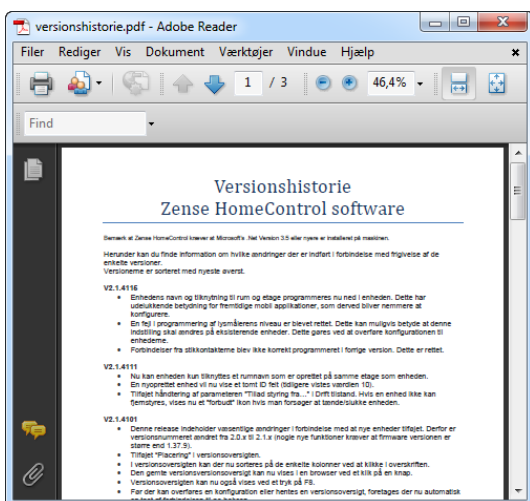 versionshistorie.pdf - Adobe Reader
Filer Rediger Vis Dokument Værktøjer Vindue Hjælp
1 / 3 46,4%
Find
Versionshistorie
Zense HomeControl software
Bemærk at Zense HomeControl kræver at Microsoft's .Net Version 3.5 eller nyere er installeret på maskinen.
Herunder kan du finde information om hvilke ændringer der er indført i forbindelse med frigivelse af de
enkelte versioner.
Versionerne er sorteret med nyeste øverst.
V2.1.4116
• Enhedens navn og tilknytning til rum og etage programmeres nu ned i enheden. Dette har
udelukkende betydning for fremtidige mobil applikationer, som derved bliver nemmere at
konfigurere.
• En fejl i programmering af lysmålerens niveau er blevet rettet. Dette kan muligvis betyde at denne
indstilling skal ændres på eksisterende enheder. Dette gøres ved at overføre konfigurationen til
enhederne.
• Forbindelser fra stikkontakterne blev ikke korrekt programmeret i forrige version. Dette er rettet.
V2.1.4111
• Nu kan enheden kun tilknyttes et rumnavn som er oprettet på samme etage som enheden.
• En nyoprettet enhed vil nu vise et tomt ID felt (tidligere vistes værdien 10).
• Tilføjet håndtering af parameteren "Tillad styring fra..." i Drift tilstand. Hvis en enhed ikke kan
fjernstyres, vises nu et "forbudt" ikon hvis man forsøger at tænde/slukke enheden.
V2.1.4101
• Denne release indeholder væsentlige ændringer i forbindelse med at nye enheder tilføjet. Derfor er
versionsnummeret ændret fra 2.0.x til 2.1.x (nogle nye funktioner kræver at firmware versionen er
større end 1.37.9).
• Tilføjet "Placering" i versionsoversigten.
• I versionsoversigten kan der nu sorteres på de enkelte kolonner ved at klikke i overskriften.
• Den gemte versionsversionsoversigt kan nu vises i en browser ved et klik på en knap.
• Versionsoversigten kan nu også vises ved et tryk på F8.
• Før der kan overføres en konfiguration eller hentes en versionsoversigt, foretages der nu automatisk